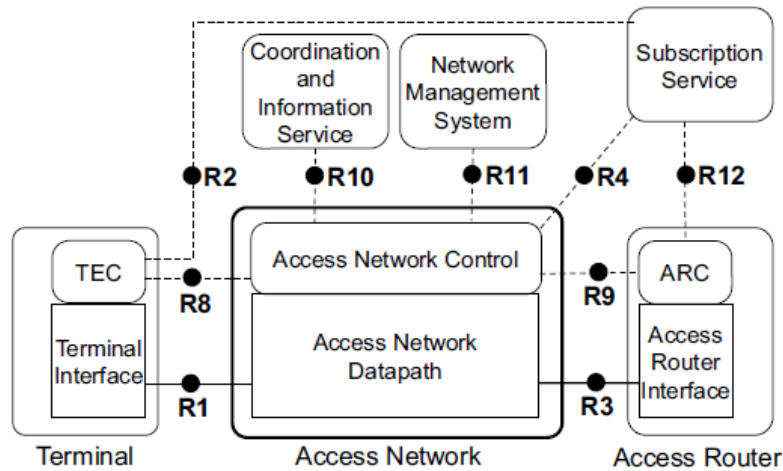 Coordination
and
Information
Service
Network
Management
System
Subscription
Service
R2
R10
R11
R4
R12
TEC
Access Network Control
ARC
R8
R9
Terminal
Interface
Access Network
Datapath
Access
Router
Interface
R1
R3
Terminal
Access Network
Access Router